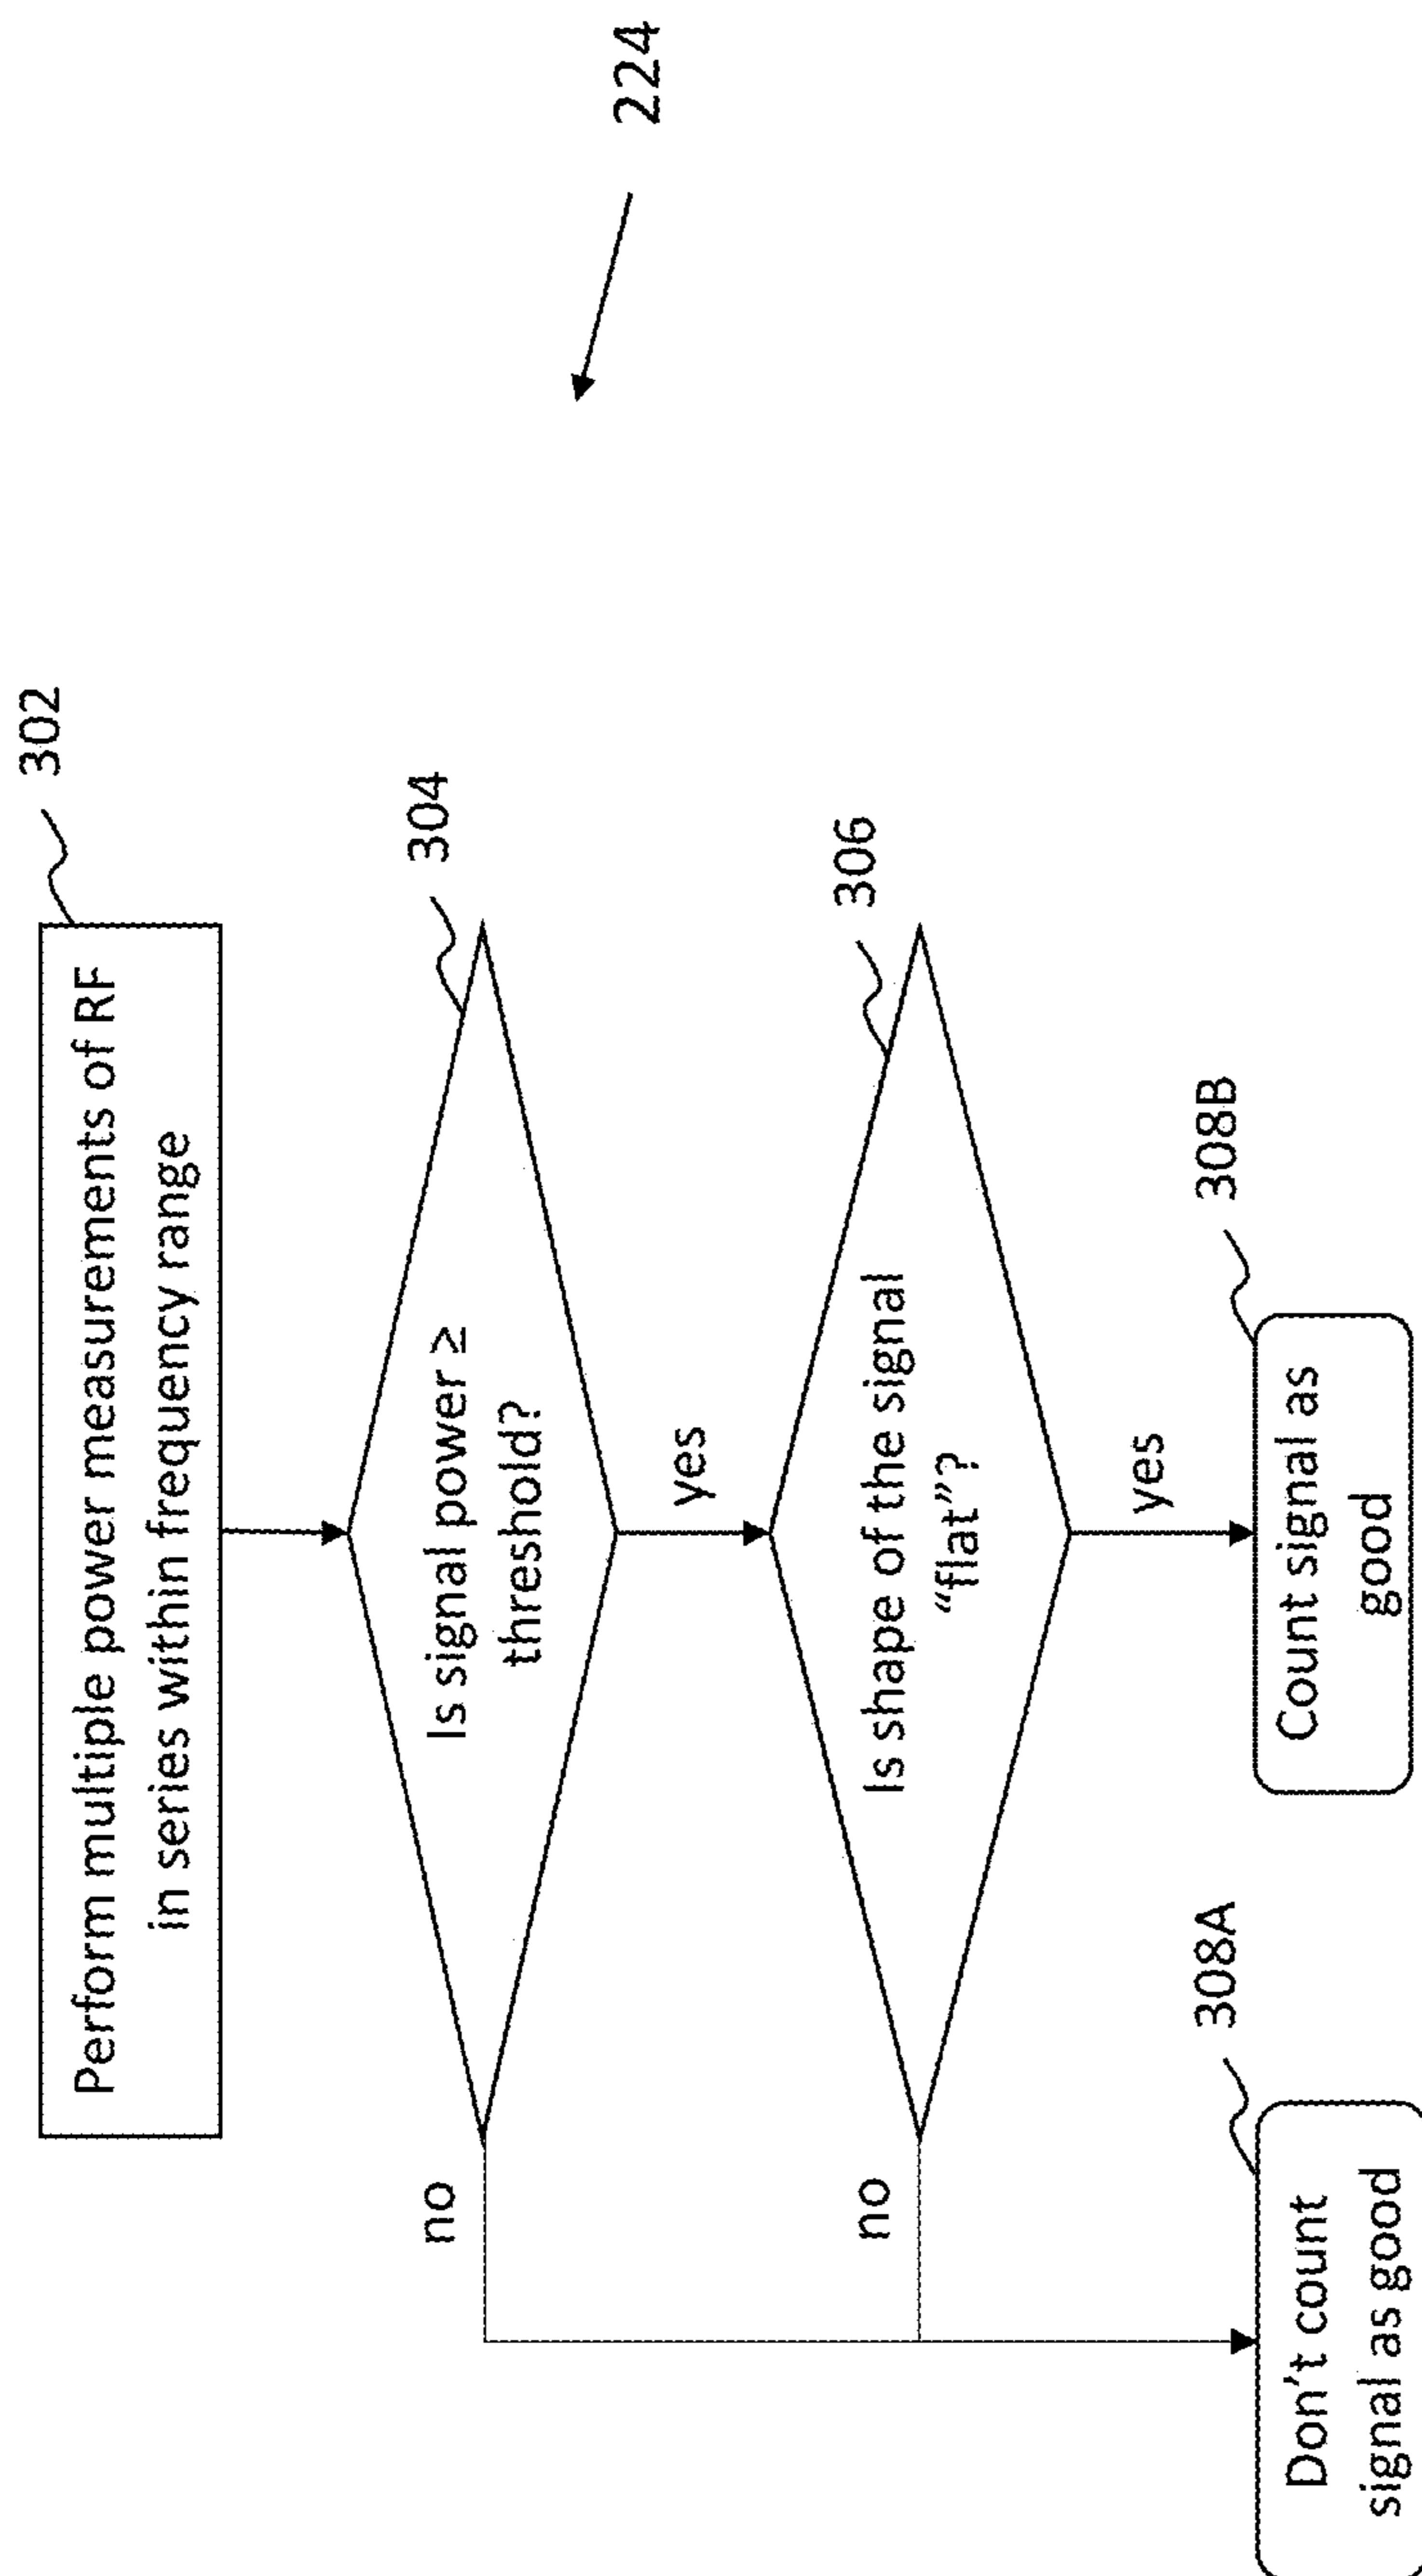 302
Perform multiple power measurements of RF
in series within frequency range
224
304
Is signal power ≥
threshold?
no
yes
306
Is shape of the signal
“flat”?
no
yes
308A
Don't count
signal as good
308B
Count signal as
good